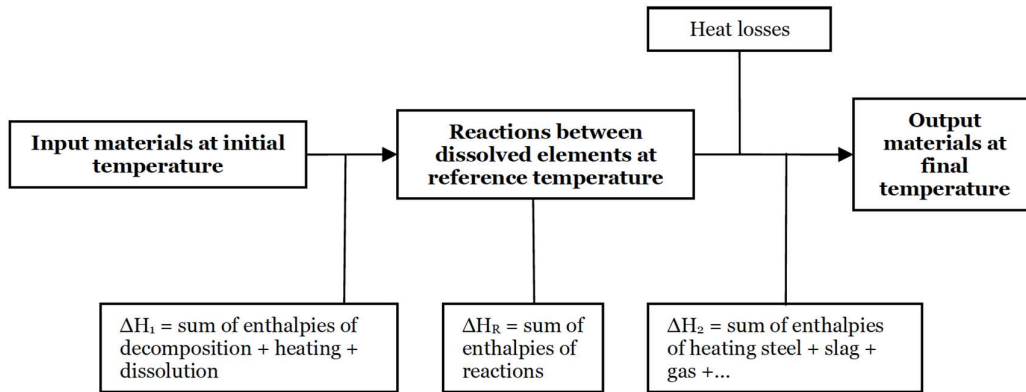 Heat losses
Input materials at initial
temperature
Reactions between
dissolved elements at
reference temperature
Output
materials at
final
temperature
ΔH₁ = sum of enthalpies of
decomposition + heating +
dissolution
ΔH_R = sum of
enthalpies of
reactions
ΔH₂ = sum of enthalpies
of heating steel + slag +
gas +...